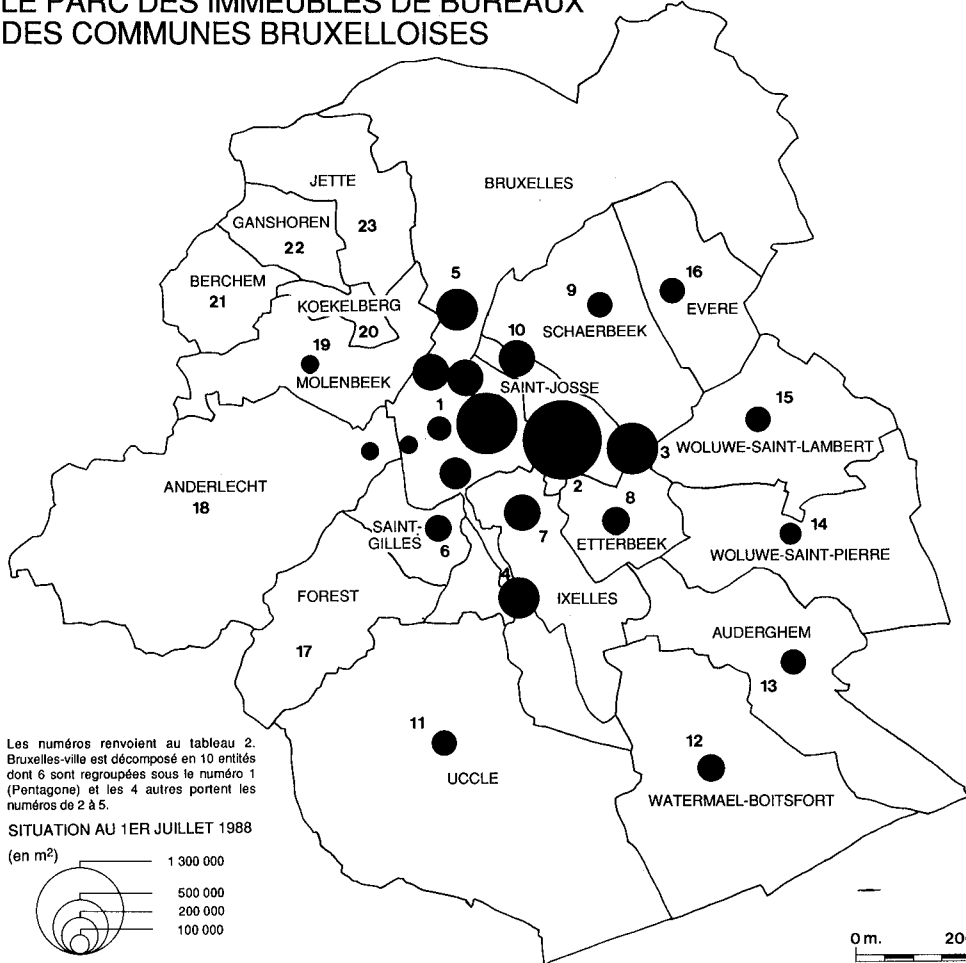 LE PARC DES IMMEUBLES DE BUREAUX
DES COMMUNES BRUXELLOISES
JETTE
BRUXELLES
GANSHOREN
23
22
5
16
BERCHEM
21
9
EVERE
KOEKELBERG
10
SCHAERBEEK
20
19
MOLENBEEK
SAINT-JOSSE
1
15
3
WOLUWE-SAINT-LAMBERT
ANDERLECHT
18
2
8
SAINT-
GILLES
6
7
ETTERBEEK
14
WOLUWE-SAINT-PIERRE
4
FOREST
IXELLES
17
AUDERGHEM
13
11
12
UCCLE
WATERMAEL-BOITSFORT
Les numéros renvoient au tableau 2.
Bruxelles-ville est décomposé en 10 entités
dont 6 sont regroupées sous le numéro 1
(Pentagone) et les 4 autres portent les
numéros de 2 à 5.
SITUATION AU 1ER JUILLET 1988
(en m²)
1 300 000
500 000
200 000
100 000
0 m.